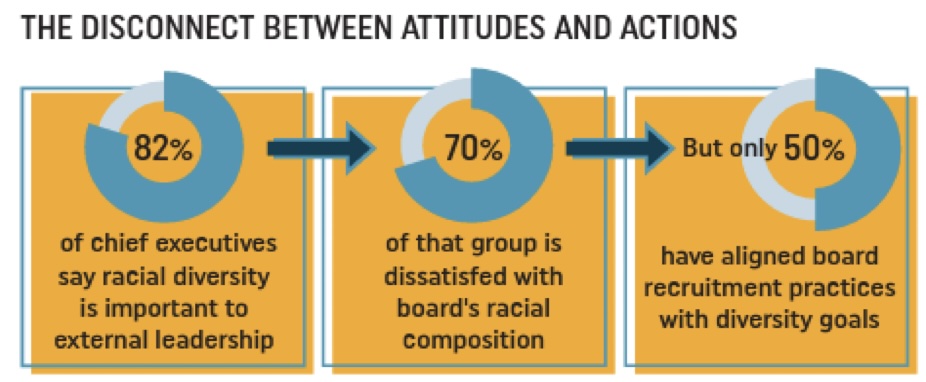 THE DISCONNECT BETWEEN ATTITUDES AND ACTIONS
82%
of chief executives
say racial diversity
is important to
external leadership
70%
of that group is
dissatisfed with
board's racial
composition
But only 50%
have aligned board
recruitment practices
with diversity goals